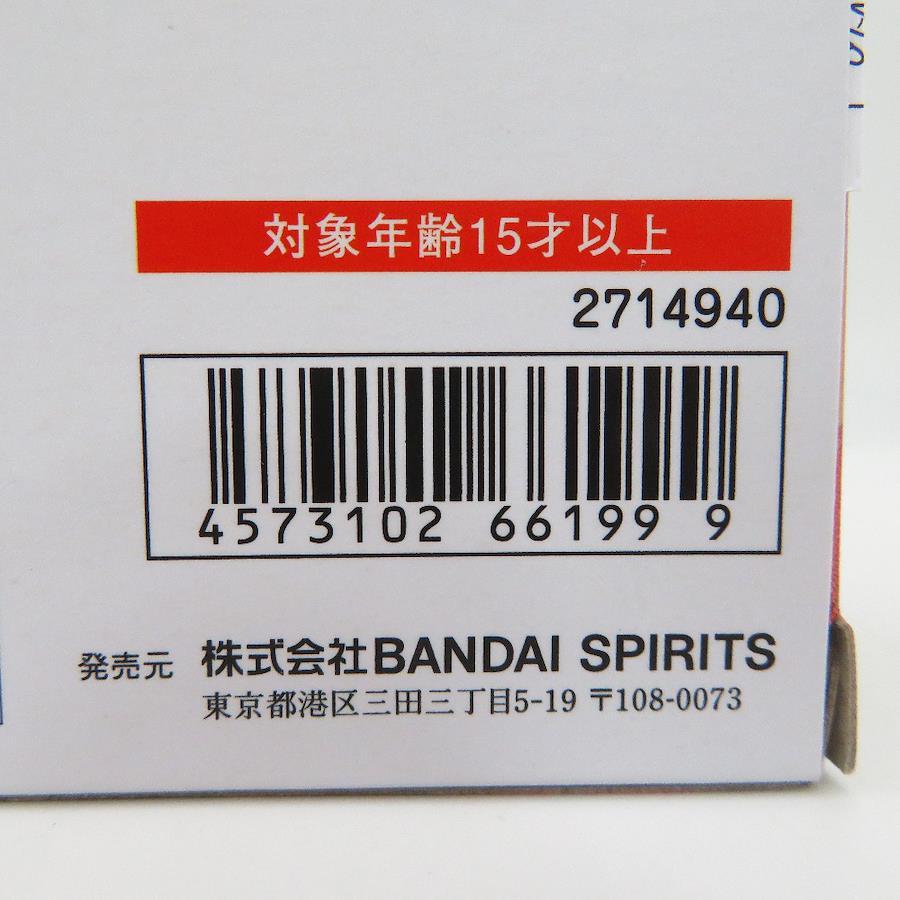 対象年齢15才以上
2714940
4573102 66199 9
発売元 株式会社BANDAI SPIRITS
東京都港区三田三丁目5-19 〒108-0073